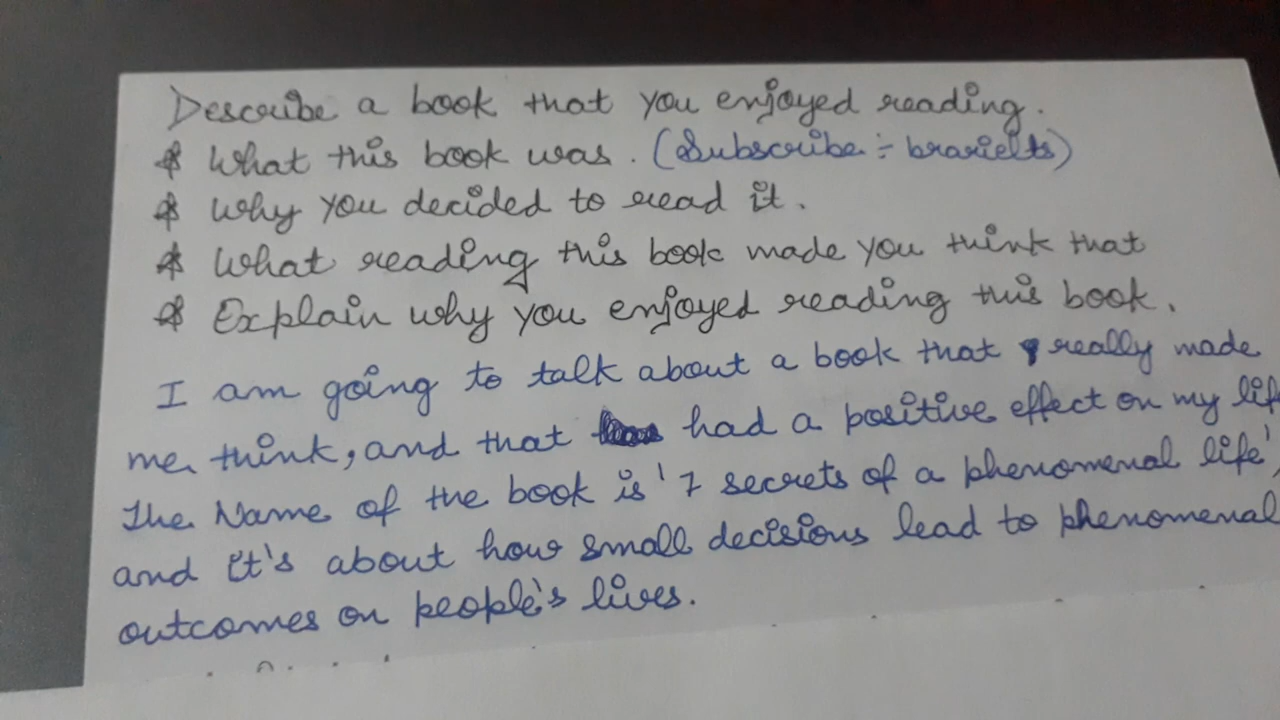 Describe a book that you enjoyed reading.
* What this book was. (Subscribe ÷ brarielts)
* Why you decided to read it.
* What reading this book made you think that
* Explain why you enjoyed reading this book.
I am going to talk about a book that really made
me think, and that had a positive effect on my lif
The Name of the book is '7 secrets of a phenomenal life',
and it's about how small decisions lead to phenomenal
outcomes on people's lives.